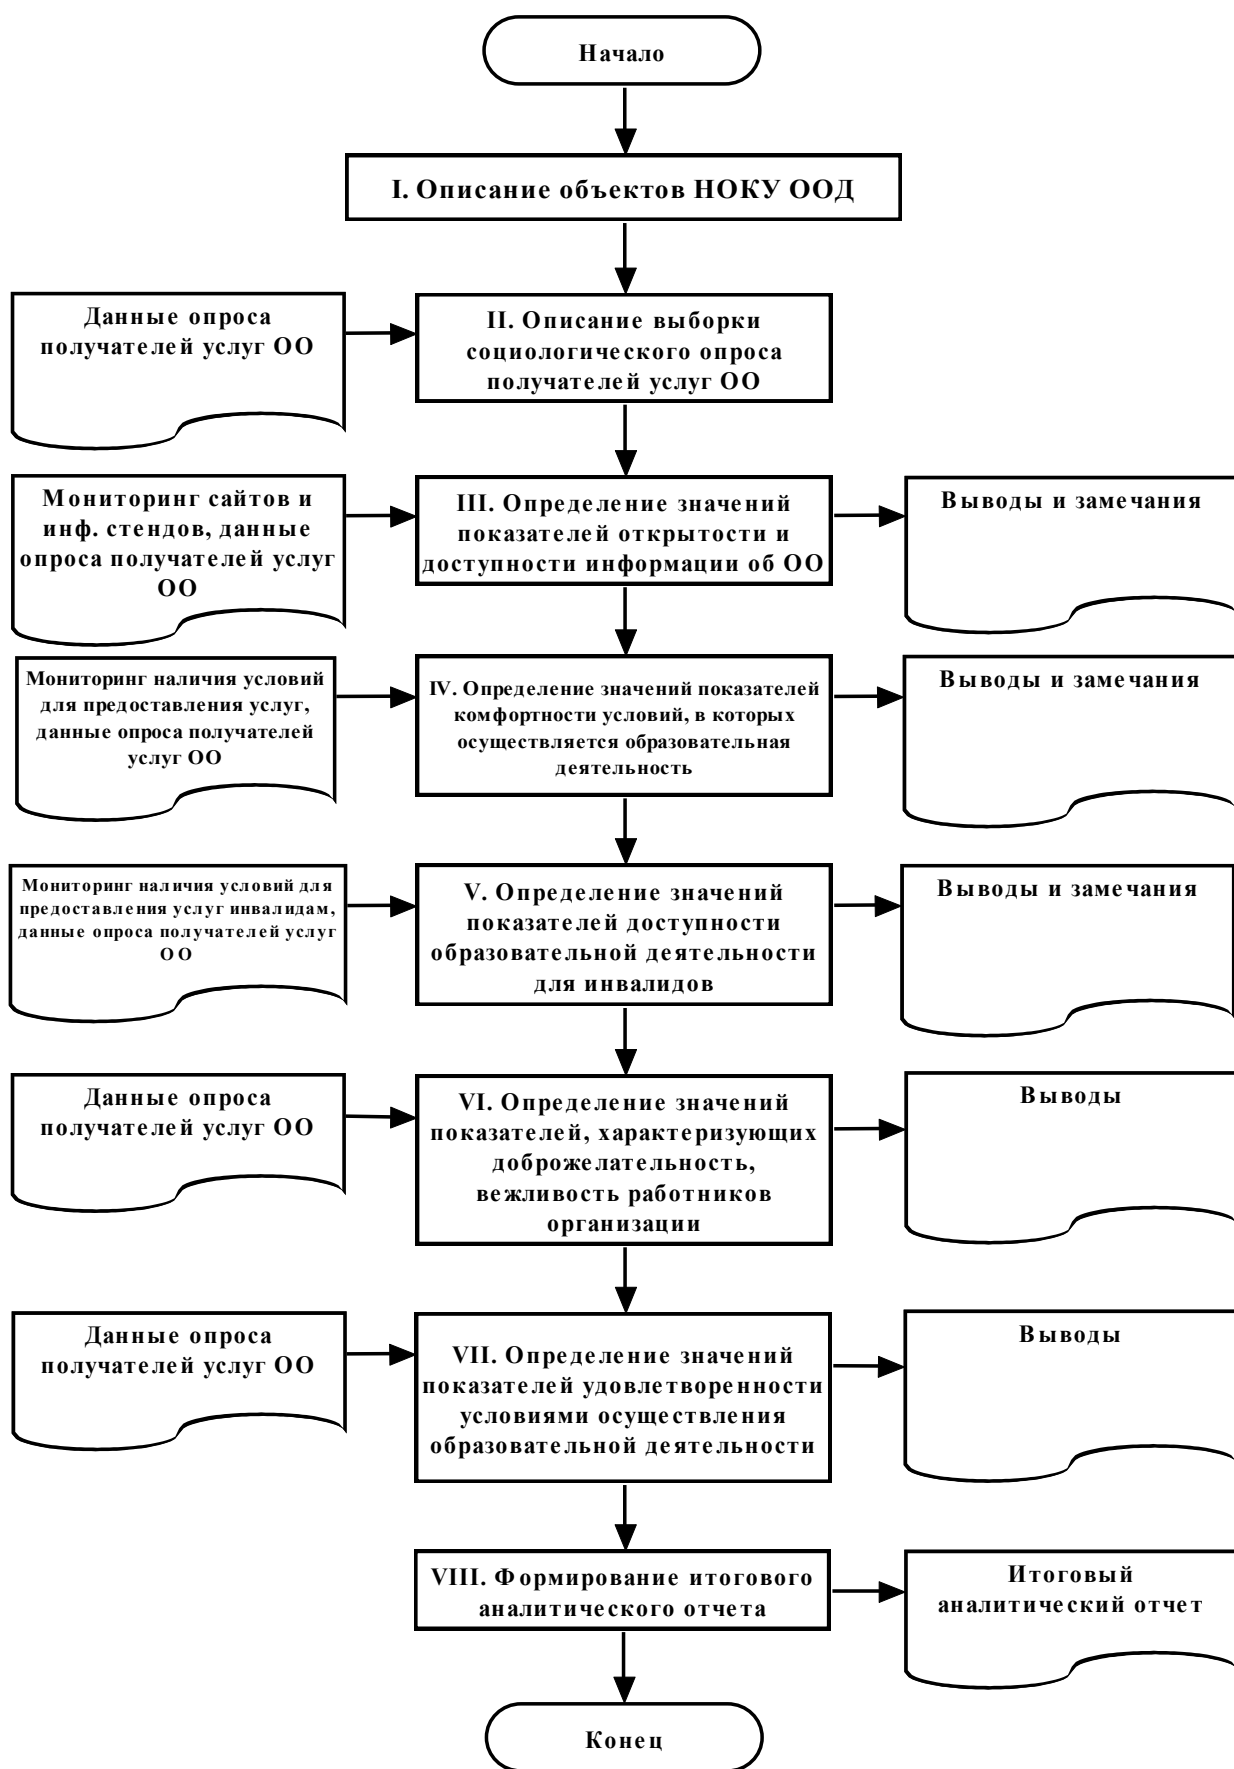 Начало
I. Описание объектов НОКУ ООД
Данные опроса
получателей услуг ОО
II. Описание выборки
социологического опроса
получателей услуг ОО
Мониторинг сайтов и
инф. стендов, данные
опроса получателей услуг
ОО
III. Определение значений
показателей открытости и
доступности информации об ОО
Выводы и замечания
Мониторинг наличия условий
для предоставления услуг,
данные опроса получателей
услуг ОО
IV. Определение значений показателей
комфортности условий, в которых
осуществляется образовательная
деятельность
Выводы и замечания
Мониторинг наличия условий для
предоставления услуг инвалидам,
данные опроса получателей услуг
ОО
V. Определение значений
показателей доступности
образовательной деятельности
для инвалидов
Выводы и замечания
Данные опроса
получателей услуг ОО
VI. Определение значений
показателей, характеризующих
доброжелательность,
вежливость работников
организации
Выводы
Данные опроса
получателей услуг ОО
VII. Определение значений
показателей удовлетворенности
условиями осуществления
образовательной деятельности
Выводы
VIII. Формирование итогового
аналитического отчета
Итоговый
аналитический отчет
Конец